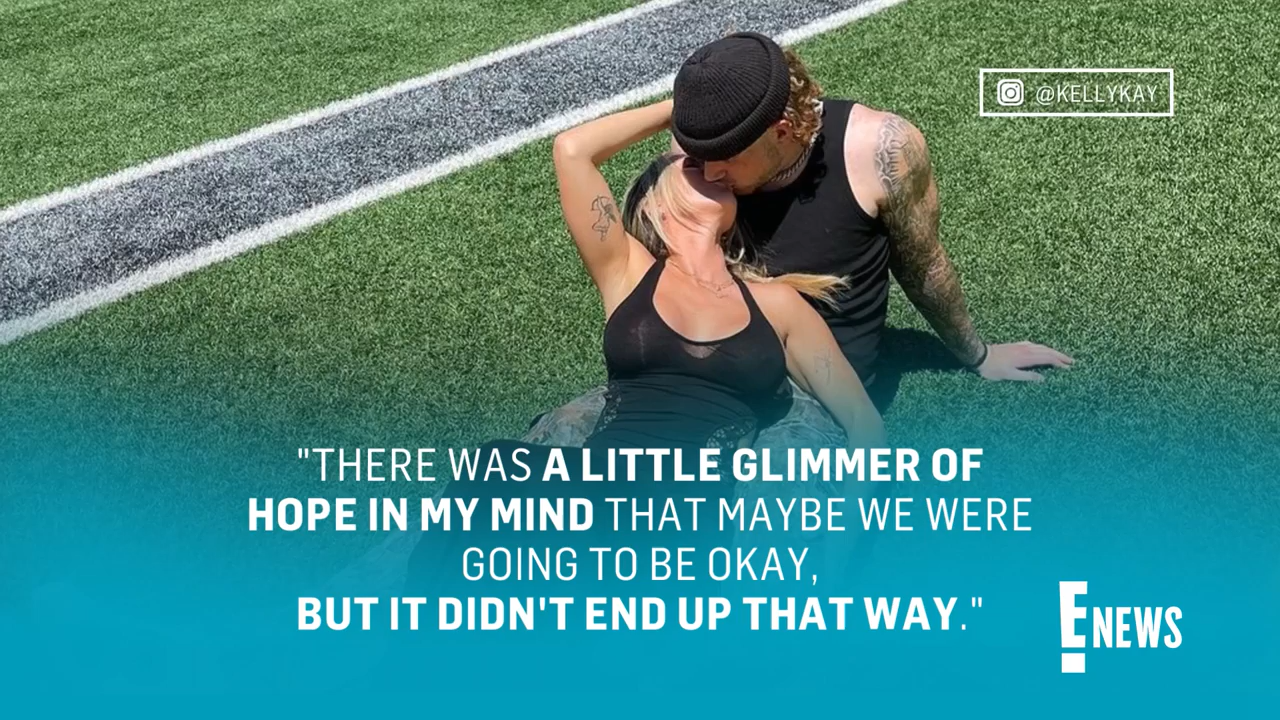 @KELLYKAY
"THERE WAS A LITTLE GLIMMER OF
HOPE IN MY MIND THAT MAYBE WE WERE
GOING TO BE OKAY,
BUT IT DIDN'T END UP THAT WAY."
E! NEWS